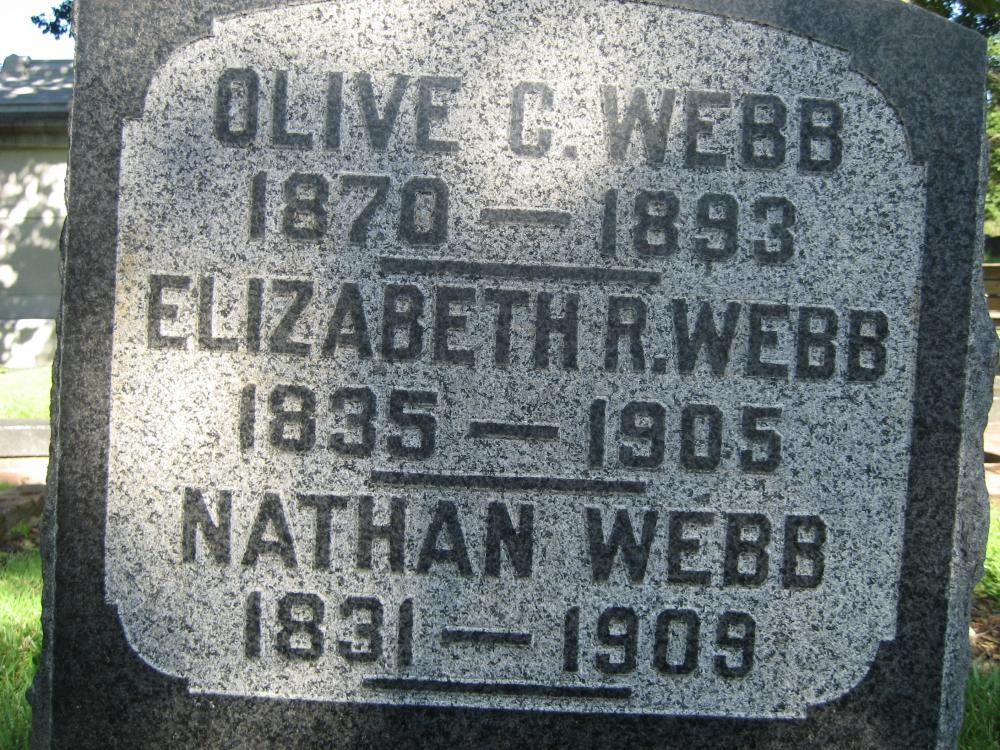 OLIVE C. WEBB
1870 — 1893
ELIZABETH R. WEBB
1835 — 1905
NATHAN WEBB
1831 — 1909